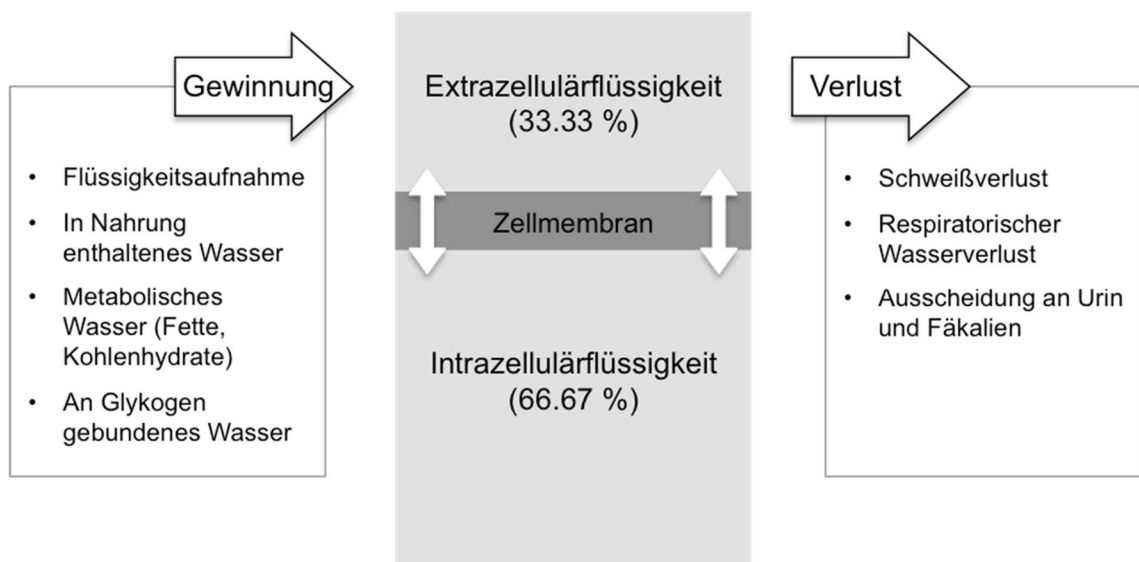 Gewinnung
• Flüssigkeitsaufnahme
• In Nahrung
enthaltenes Wasser
• Metabolisches
Wasser (Fette,
Kohlenhydrate)
• An Glykogen
gebundenes Wasser
Extrazellulärflüssigkeit
(33.33 %)
Zellmembran
Intrazellulärflüssigkeit
(66.67 %)
Verlust
• Schweißverlust
• Respiratorischer
Wasserverlust
• Ausscheidung an Urin
und Fäkalien